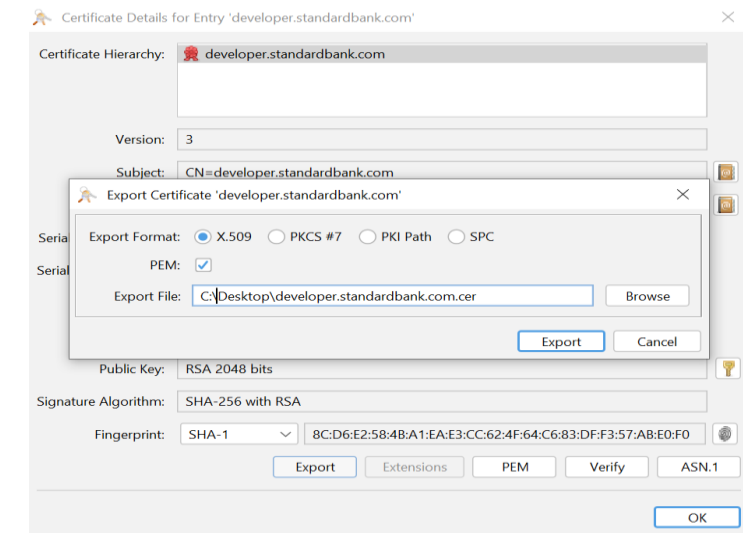 Certificate Details for Entry 'developer.standardbank.com'
Certificate Hierarchy: developer.standardbank.com
Version: 3
Subject: CN=developer.standardbank.com
Export Certificate 'developer.standardbank.com'
Export Format: X.509 PKCS #7 PKI Path SPC
PEM:
Export File: C:\Desktop\developer.standardbank.com.cer Browse
Export Cancel
Public Key: RSA 2048 bits
Signature Algorithm: SHA-256 with RSA
Fingerprint: SHA-1 8C:D6:E2:58:4B:A1:EA:E3:CC:62:4F:64:C6:83:DF:F3:57:AB:E0:F0
Export Extensions PEM Verify ASN.1
OK